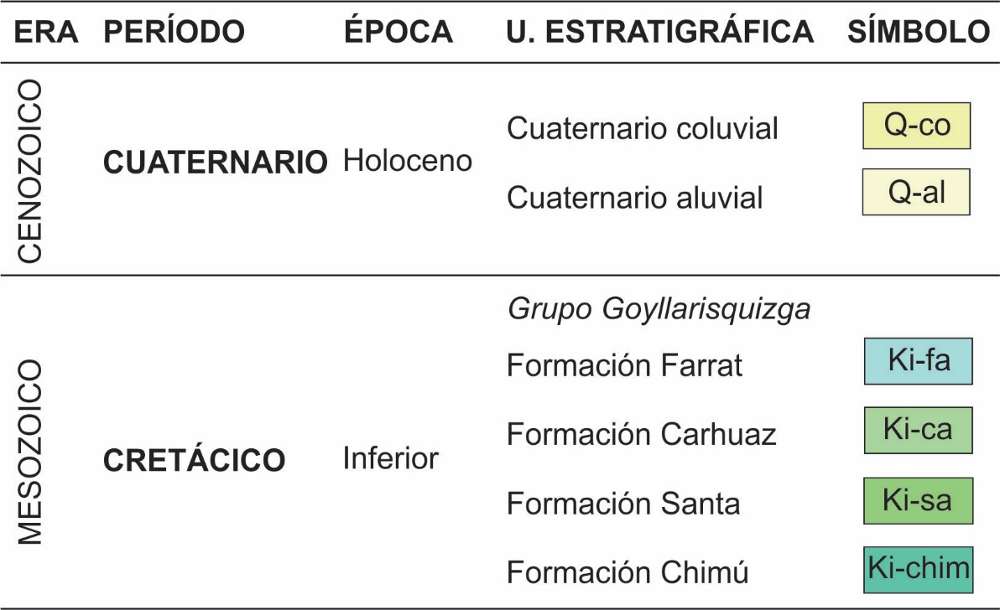 ERA PERÍODO ÉPOCA U. ESTRATIGRÁFICA SÍMBOLO
CENOZOICO
CUATERNARIO Holoceno
Cuaternario coluvial Q-co
Cuaternario aluvial Q-al
MESOZOICO
CRETÁCICO Inferior
Grupo Goyllarisquizga
Formación Farrat Ki-fa
Formación Carhuaz Ki-ca
Formación Santa Ki-sa
Formación Chimú Ki-chim